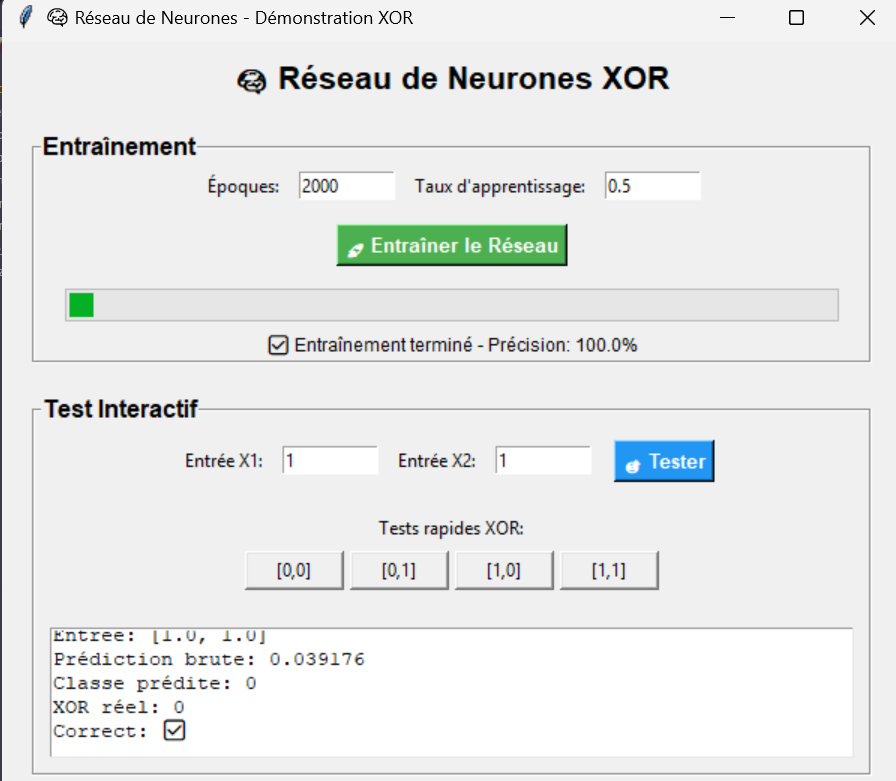 Réseau de Neurones - Démonstration XOR
Réseau de Neurones XOR
Entraînement
Époques: 2000 Taux d'apprentissage: 0.5
Entraîner le Réseau
Entraînement terminé - Précision: 100.0%
Test Interactif
Entrée X1: 1 Entrée X2: 1 Tester
Tests rapides XOR:
[0,0] [0,1] [1,0] [1,1]
Entrée: [1.0, 1.0]
Prédiction brute: 0.039176
Classe prédite: 0
XOR réel: 0
Correct: ☑